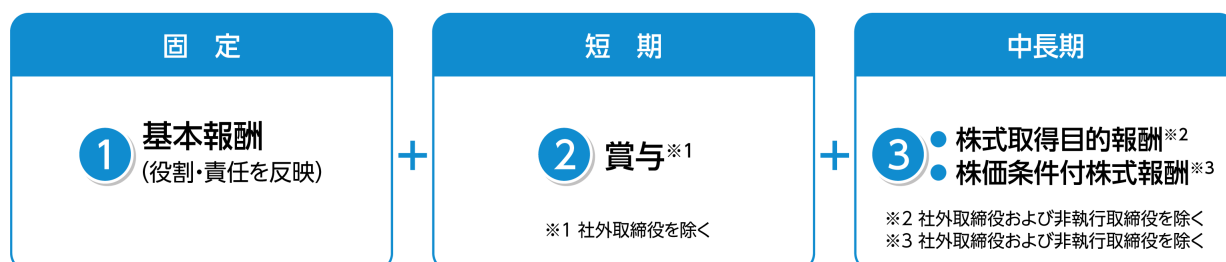 固 定
1
基本報酬
(役割・責任を反映)
+
短 期
2 賞与※1
※1 社外取締役を除く
+
中長期
3
● 株式取得目的報酬※2
● 株価条件付株式報酬※3
※2 社外取締役および非執行取締役を除く
※3 社外取締役および非執行取締役を除く